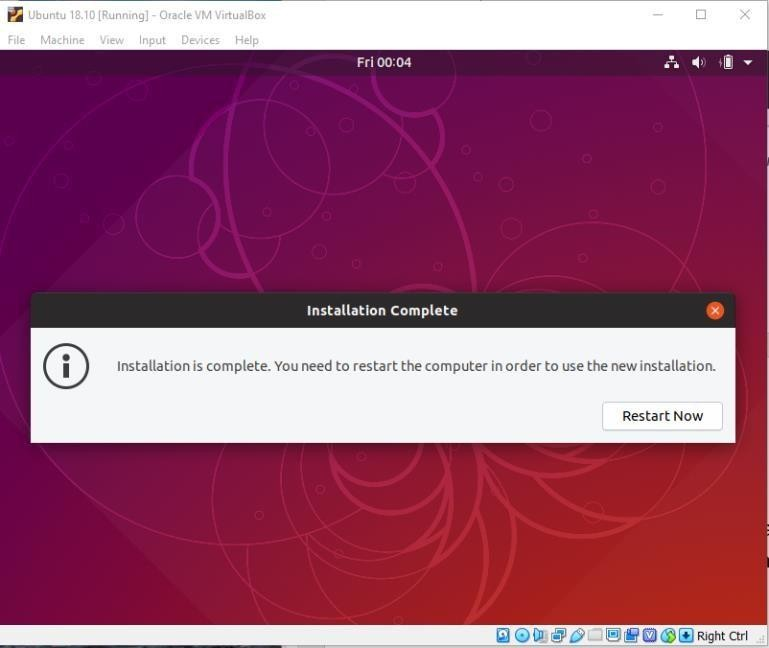 Ubuntu 18.10 [Running] - Oracle VM VirtualBox
File Machine View Input Devices Help
Fri 00:04
Installation Complete
Installation is complete. You need to restart the computer in order to use the new installation.
Restart Now
Right Ctrl